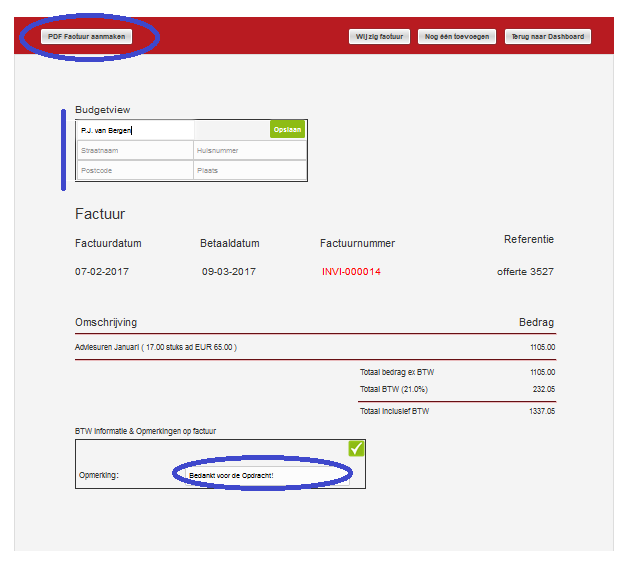 PDF Factuur aanmaken Wijzig factuur Nog één toevoegen Terug naar Dashboard
Budgetview
P.J. van Bergen Opslaan
Straatnaam Huisnummer
Postcode Plaats
Factuur
Factuurdatum Betaaldatum Factuurnummer Referentie
07-02-2017 09-03-2017 INVI-000014 offerte 3527
Omschrijving Bedrag
Adviesuren Januari ( 17.00 stuks ad EUR 65.00 ) 1105.00
Totaal bedrag ex BTW 1105.00
Totaal BTW (21.0%) 232.05
Totaal inclusief BTW 1337.05
BTW Informatie & Opmerkingen op factuur
Opmerking: Bedankt voor de Opdracht!